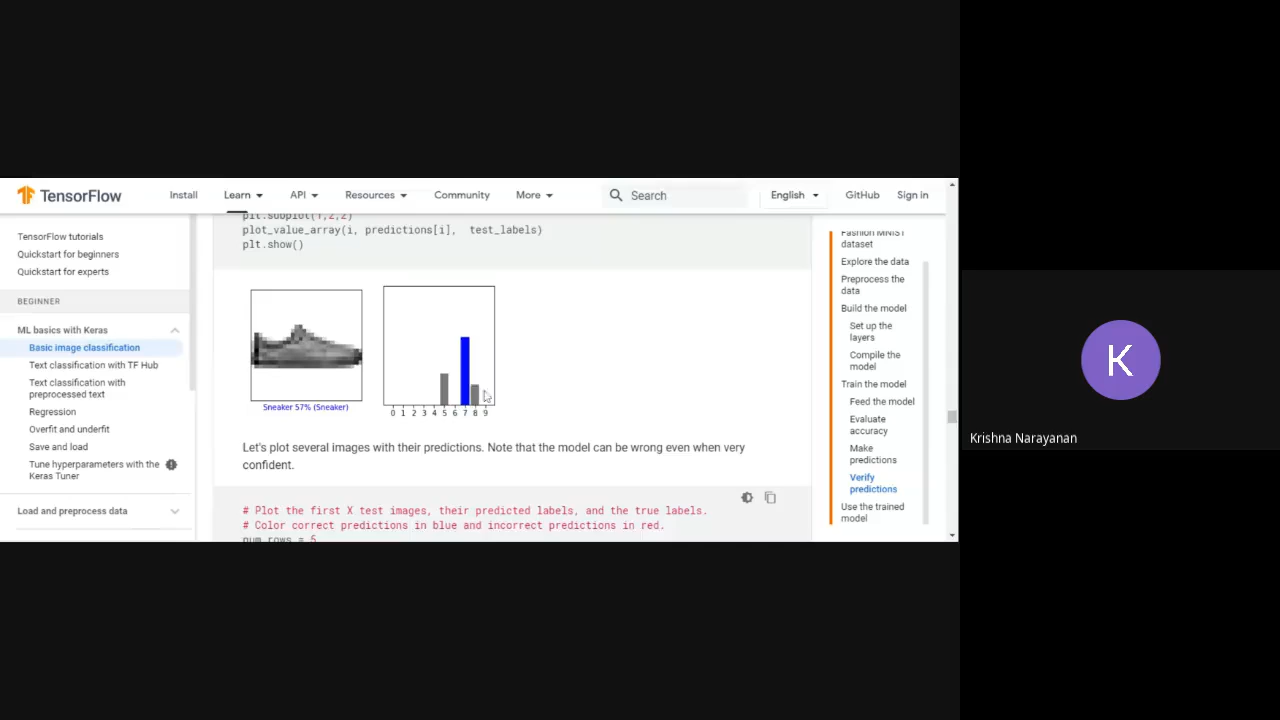 TensorFlow
Install
Learn
API
Resources
Community
More
Search
English
GitHub
Sign in
TensorFlow tutorials
Quickstart for beginners
Quickstart for experts
BEGINNER
ML basics with Keras
Basic image classification
Text classification with TF Hub
Text classification with
preprocessed text
Regression
Overfit and underfit
Save and load
Tune hyperparameters with the
Keras Tuner
Load and preprocess data
plt.subplot(1,2,2)
plot_value_array(i, predictions[i],  test_labels)
plt.show()
Sneaker 57% (Sneaker)
0 1 2 3 4 5 6 7 8 9
Let's plot several images with their predictions. Note that the model can be wrong even when very
confident.
# Plot the first X test images, their predicted labels, and the true labels.
# Color correct predictions in blue and incorrect predictions in red.
num_rows = 5
Fashion MNIST
dataset
Explore the data
Preprocess the
data
Build the model
Set up the
layers
Compile the
model
Train the model
Feed the model
Evaluate
accuracy
Make
predictions
Verify
predictions
Use the trained
model
K
Krishna Narayanan